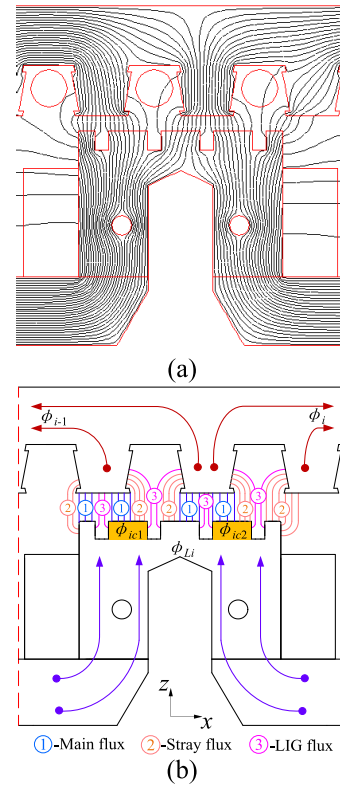 (a)
ϕi-1
ϕi
2 1 3 1 2 3 2 1 3 1 2 3 2
ϕic1
ϕic2
ϕLi
z
x
1-Main flux 2-Stray flux 3-LIG flux
(b)